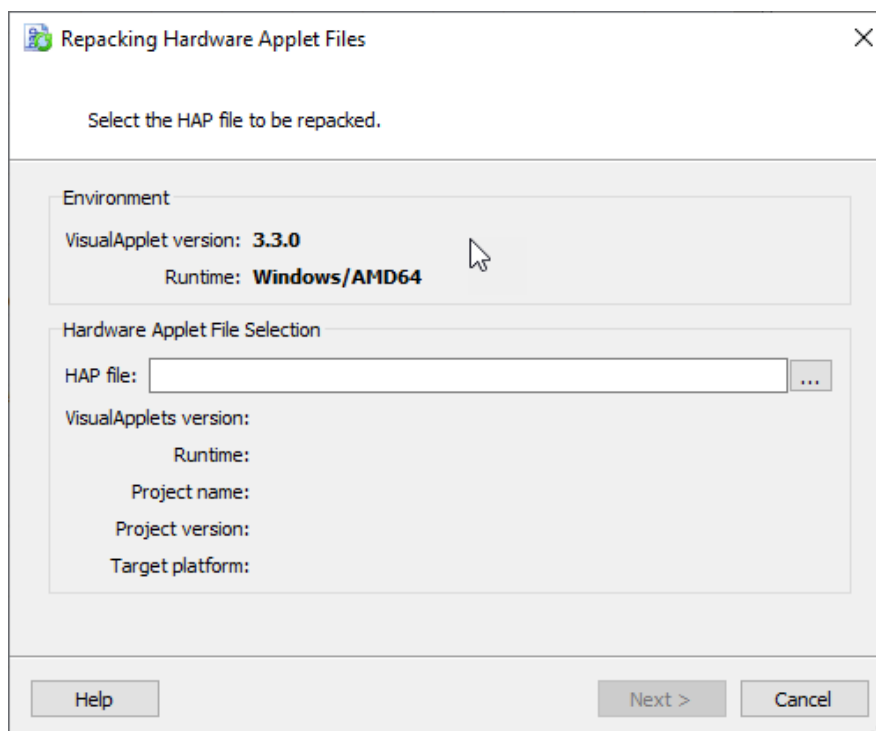 Repacking Hardware Applet Files
Select the HAP file to be repacked.
Environment
VisualApplet version: 3.3.0
Runtime: Windows/AMD64
Hardware Applet File Selection
HAP file:
...
VisualApplets version:
Runtime:
Project name:
Project version:
Target platform:
Help
Next >
Cancel